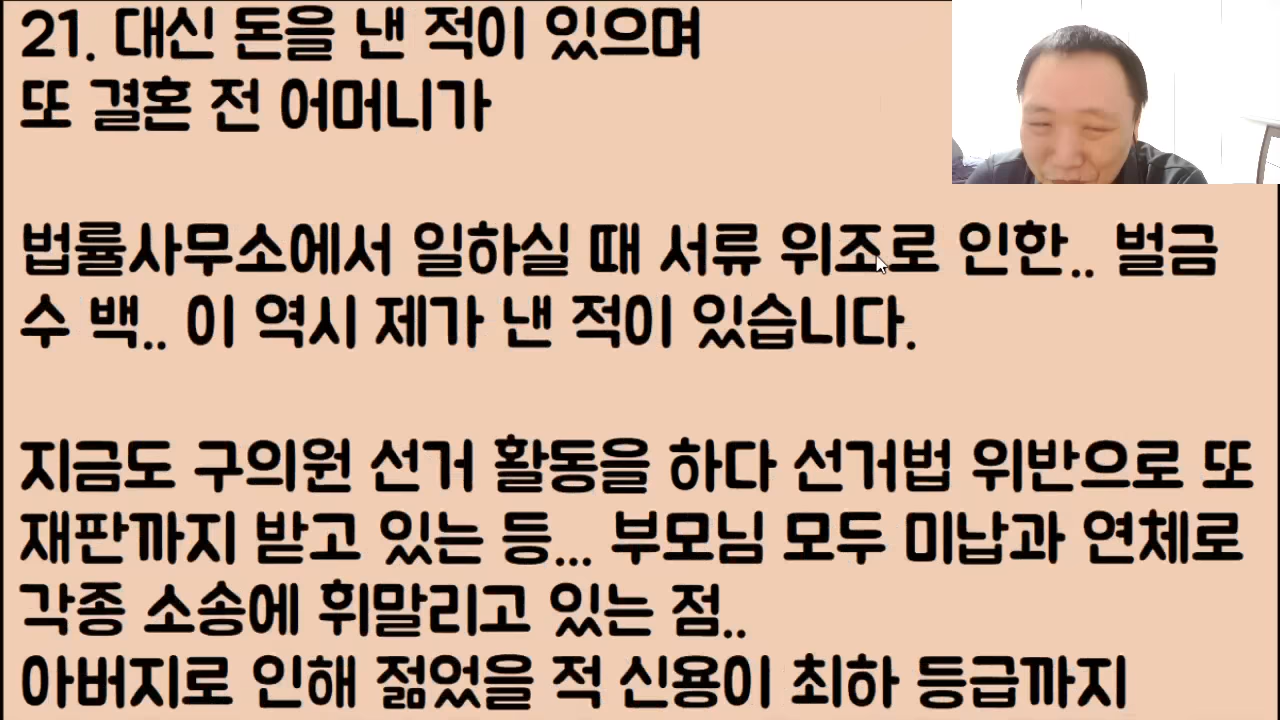 21. 대신 돈을 낸 적이 있으며
또 결혼 전 어머니가
법률사무소에서 일하실 때 서류 위조로 인한.. 벌금
수 백.. 이 역시 제가 낸 적이 있습니다.
지금도 구의원 선거 활동을 하다 선거법 위반으로 또
재판까지 받고 있는 등... 부모님 모두 미납과 연체로
각종 소송에 휘말리고 있는 점..
아버지로 인해 젊었을 적 신용이 최하 등급까지